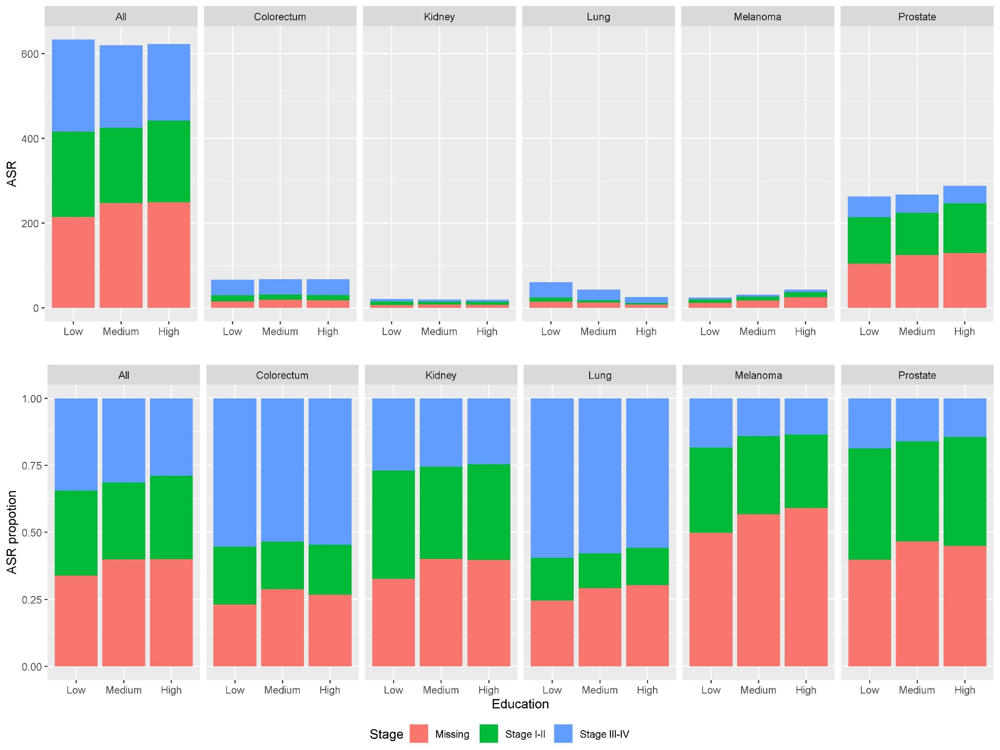 All Colorectum Kidney Lung Melanoma Prostate
600
400
200
0
ASR
Low Medium High Low Medium High Low Medium High Low Medium High Low Medium High Low Medium High
All Colorectum Kidney Lung Melanoma Prostate
1.00
0.75
0.50
0.25
0.00
ASR propotion
Low Medium High Low Medium High Low Medium High Low Medium High Low Medium High Low Medium High
Education
Stage Missing Stage I-II Stage III-IV